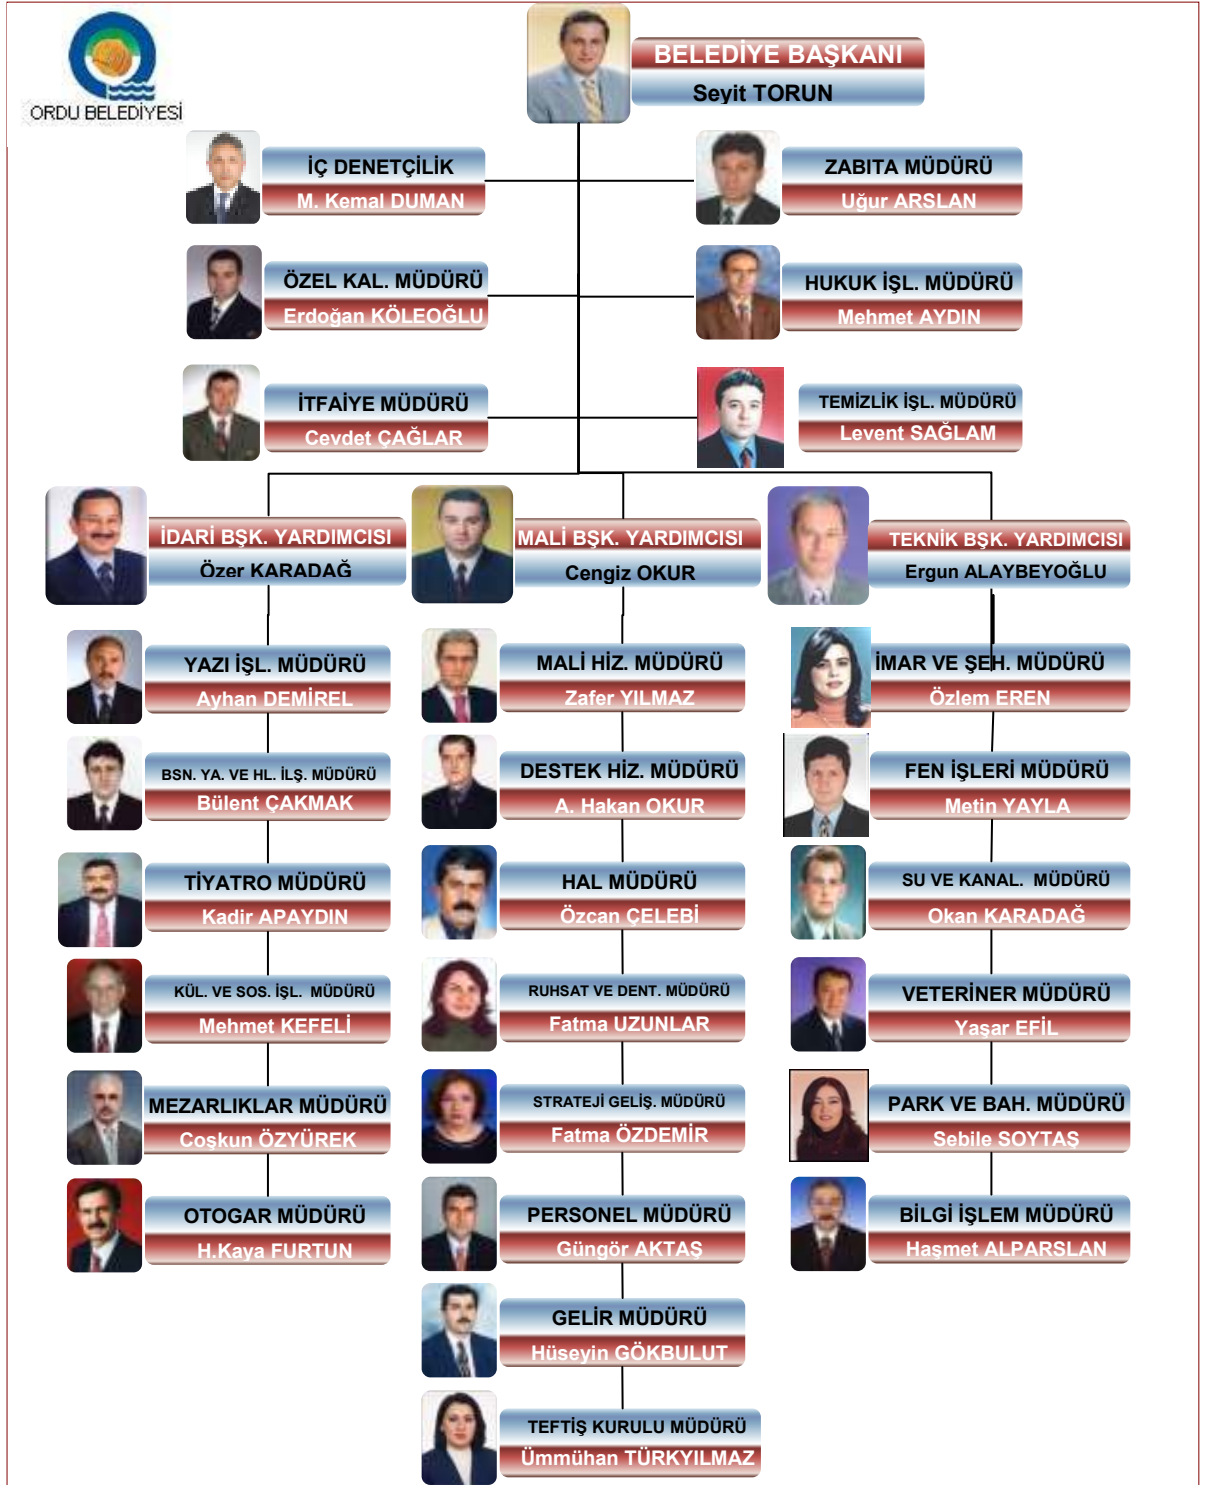 ORDU BELEDİYESİ
BELEDİYE BAŞKANI
Seyit TORUN
İÇ DENETÇİLİK
M. Kemal DUMAN
ZABITA MÜDÜRÜ
Uğur ARSLAN
ÖZEL KAL. MÜDÜRÜ
Erdoğan KÖLEOĞLU
HUKUK İŞL. MÜDÜRÜ
Mehmet AYDIN
İTFAİYE MÜDÜRÜ
Cevdet ÇAĞLAR
TEMİZLİK İŞL. MÜDÜRÜ
Levent SAĞLAM
İDARİ BŞK. YARDIMCISI
Özer KARADAĞ
MALİ BŞK. YARDIMCISI
Cengiz OKUR
TEKNİK BŞK. YARDIMCISI
Ergun ALAYBEYOĞLU
YAZI İŞL. MÜDÜRÜ
Ayhan DEMİREL
BSN. YA. VE HL. İLŞ. MÜDÜRÜ
Bülent ÇAKMAK
TİYATRO MÜDÜRÜ
Kadir APAYDIN
KÜL. VE SOS. İŞL. MÜDÜRÜ
Mehmet KEFELİ
MEZARLIKLAR MÜDÜRÜ
Coşkun ÖZYÜREK
OTOGAR MÜDÜRÜ
H.Kaya FURTUN
MALİ HİZ. MÜDÜRÜ
Zafer YILMAZ
DESTEK HİZ. MÜDÜRÜ
A. Hakan OKUR
HAL MÜDÜRÜ
Özcan ÇELEBİ
RUHSAT VE DENT. MÜDÜRÜ
Fatma UZUNLAR
STRATEJİ GELİŞ. MÜDÜRÜ
Fatma ÖZDEMİR
PERSONEL MÜDÜRÜ
Güngör AKTAŞ
GELİR MÜDÜRÜ
Hüseyin GÖKBULUT
TEFTİŞ KURULU MÜDÜRÜ
Ümmühan TÜRKYILMAZ
İMAR VE ŞEH. MÜDÜRÜ
Özlem EREN
FEN İŞLERİ MÜDÜRÜ
Metin YAYLA
SU VE KANAL. MÜDÜRÜ
Okan KARADAĞ
VETERİNER MÜDÜRÜ
Yaşar EFİL
PARK VE BAH. MÜDÜRÜ
Sebile SOYTAŞ
BİLGİ İŞLEM MÜDÜRÜ
Haşmet ALPARSLAN